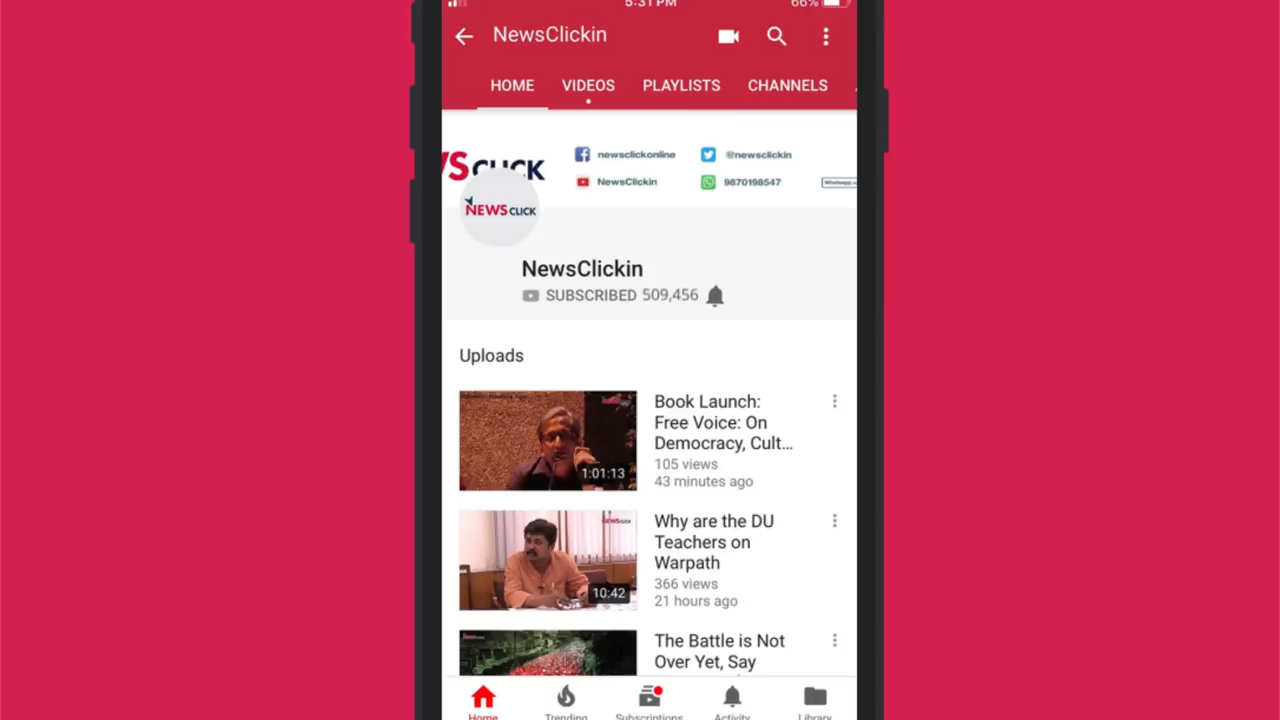 5:31 PM
66%
NewsClickin
HOME
VIDEOS
PLAYLISTS
CHANNELS
S CLICK
newsclickonline
@newsclickin
NewsClickin
9870198547
NEWS CLICK
NewsClickin
SUBSCRIBED 509,456
Uploads
1:01:13
Book Launch:
Free Voice: On
Democracy, Cult...
105 views
43 minutes ago
NEWSCLICK
10:42
Why are the DU
Teachers on
Warpath
366 views
21 hours ago
The Battle is Not
Over Yet, Say
Home
Trending
Subscriptions
Activity
Library